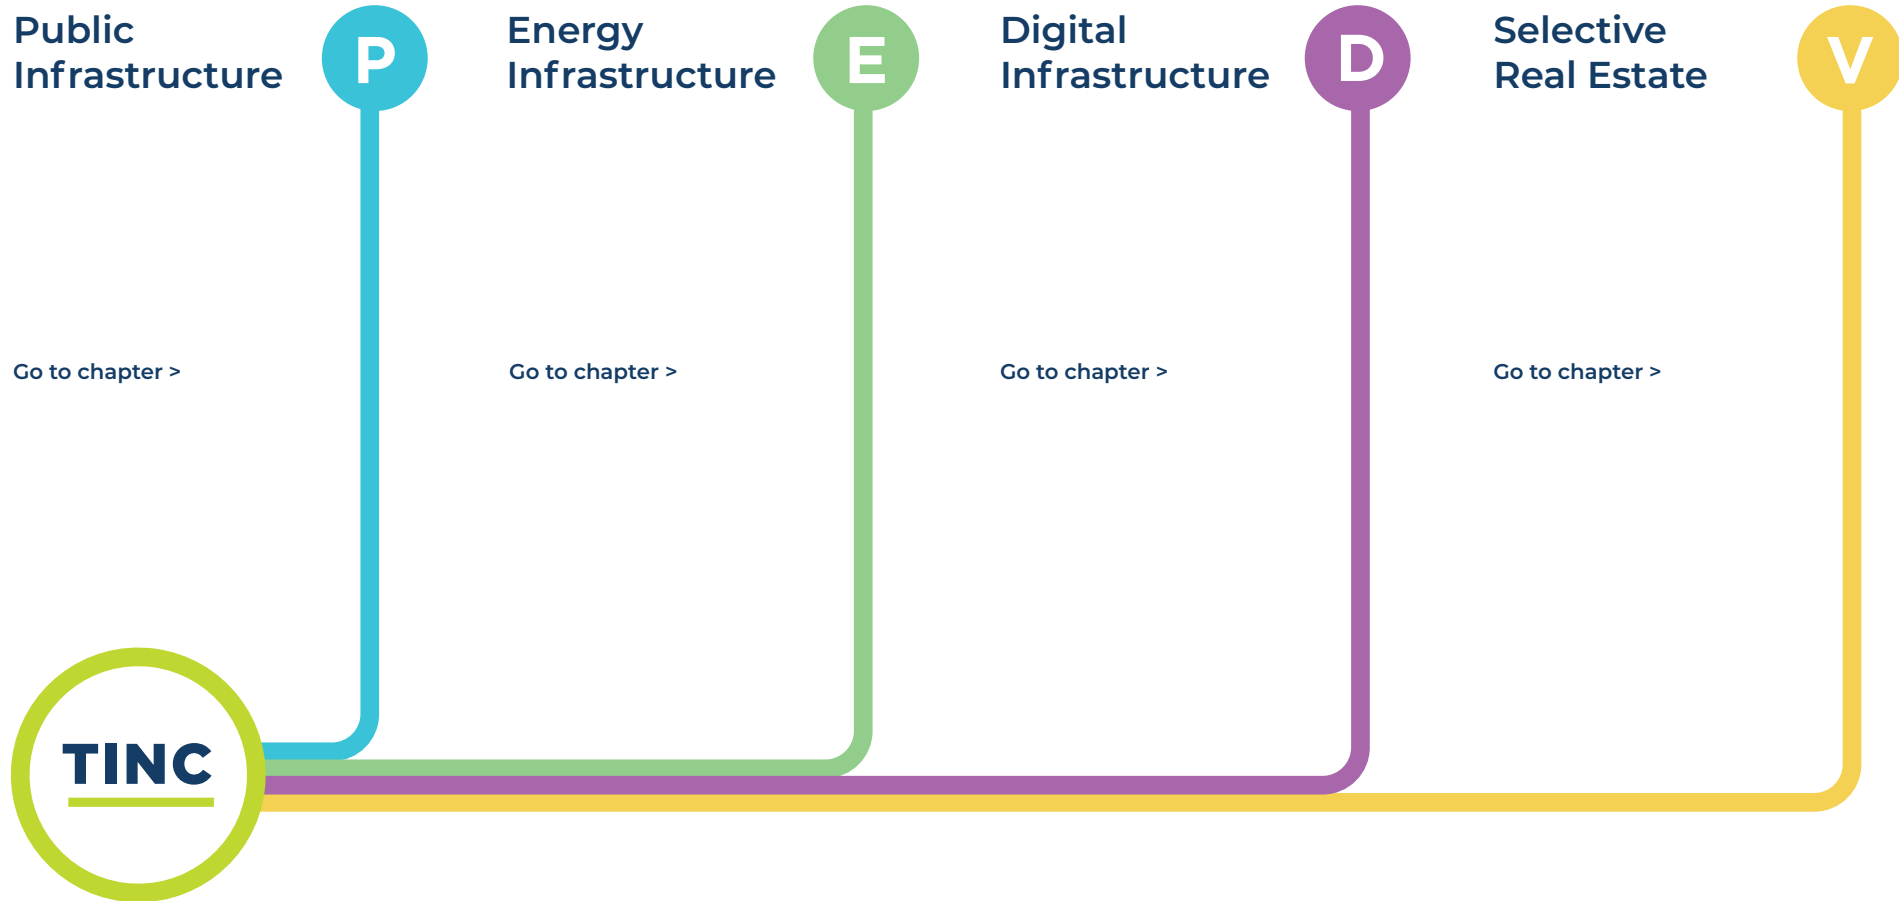 Public
Infrastructure
P
Go to chapter >
Energy
Infrastructure
E
Go to chapter >
Digital
Infrastructure
D
Go to chapter >
Selective
Real Estate
V
Go to chapter >
TINC